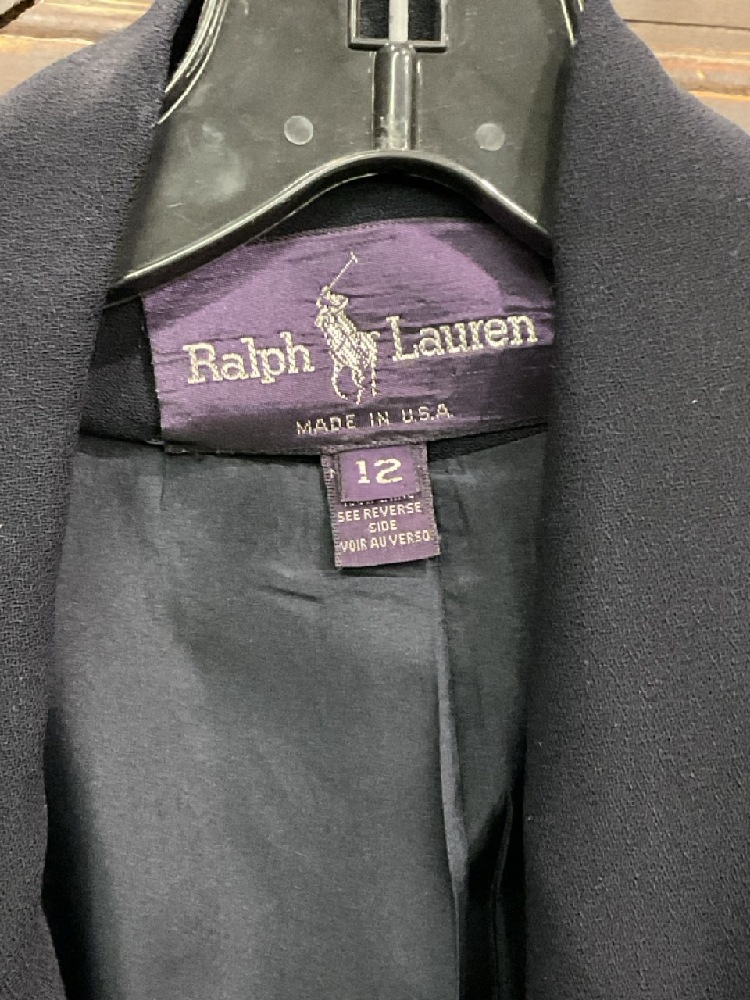 Ralph Lauren
MADE IN U.S.A.
12
SEE REVERSE
SIDE
VOIR AU VERSO